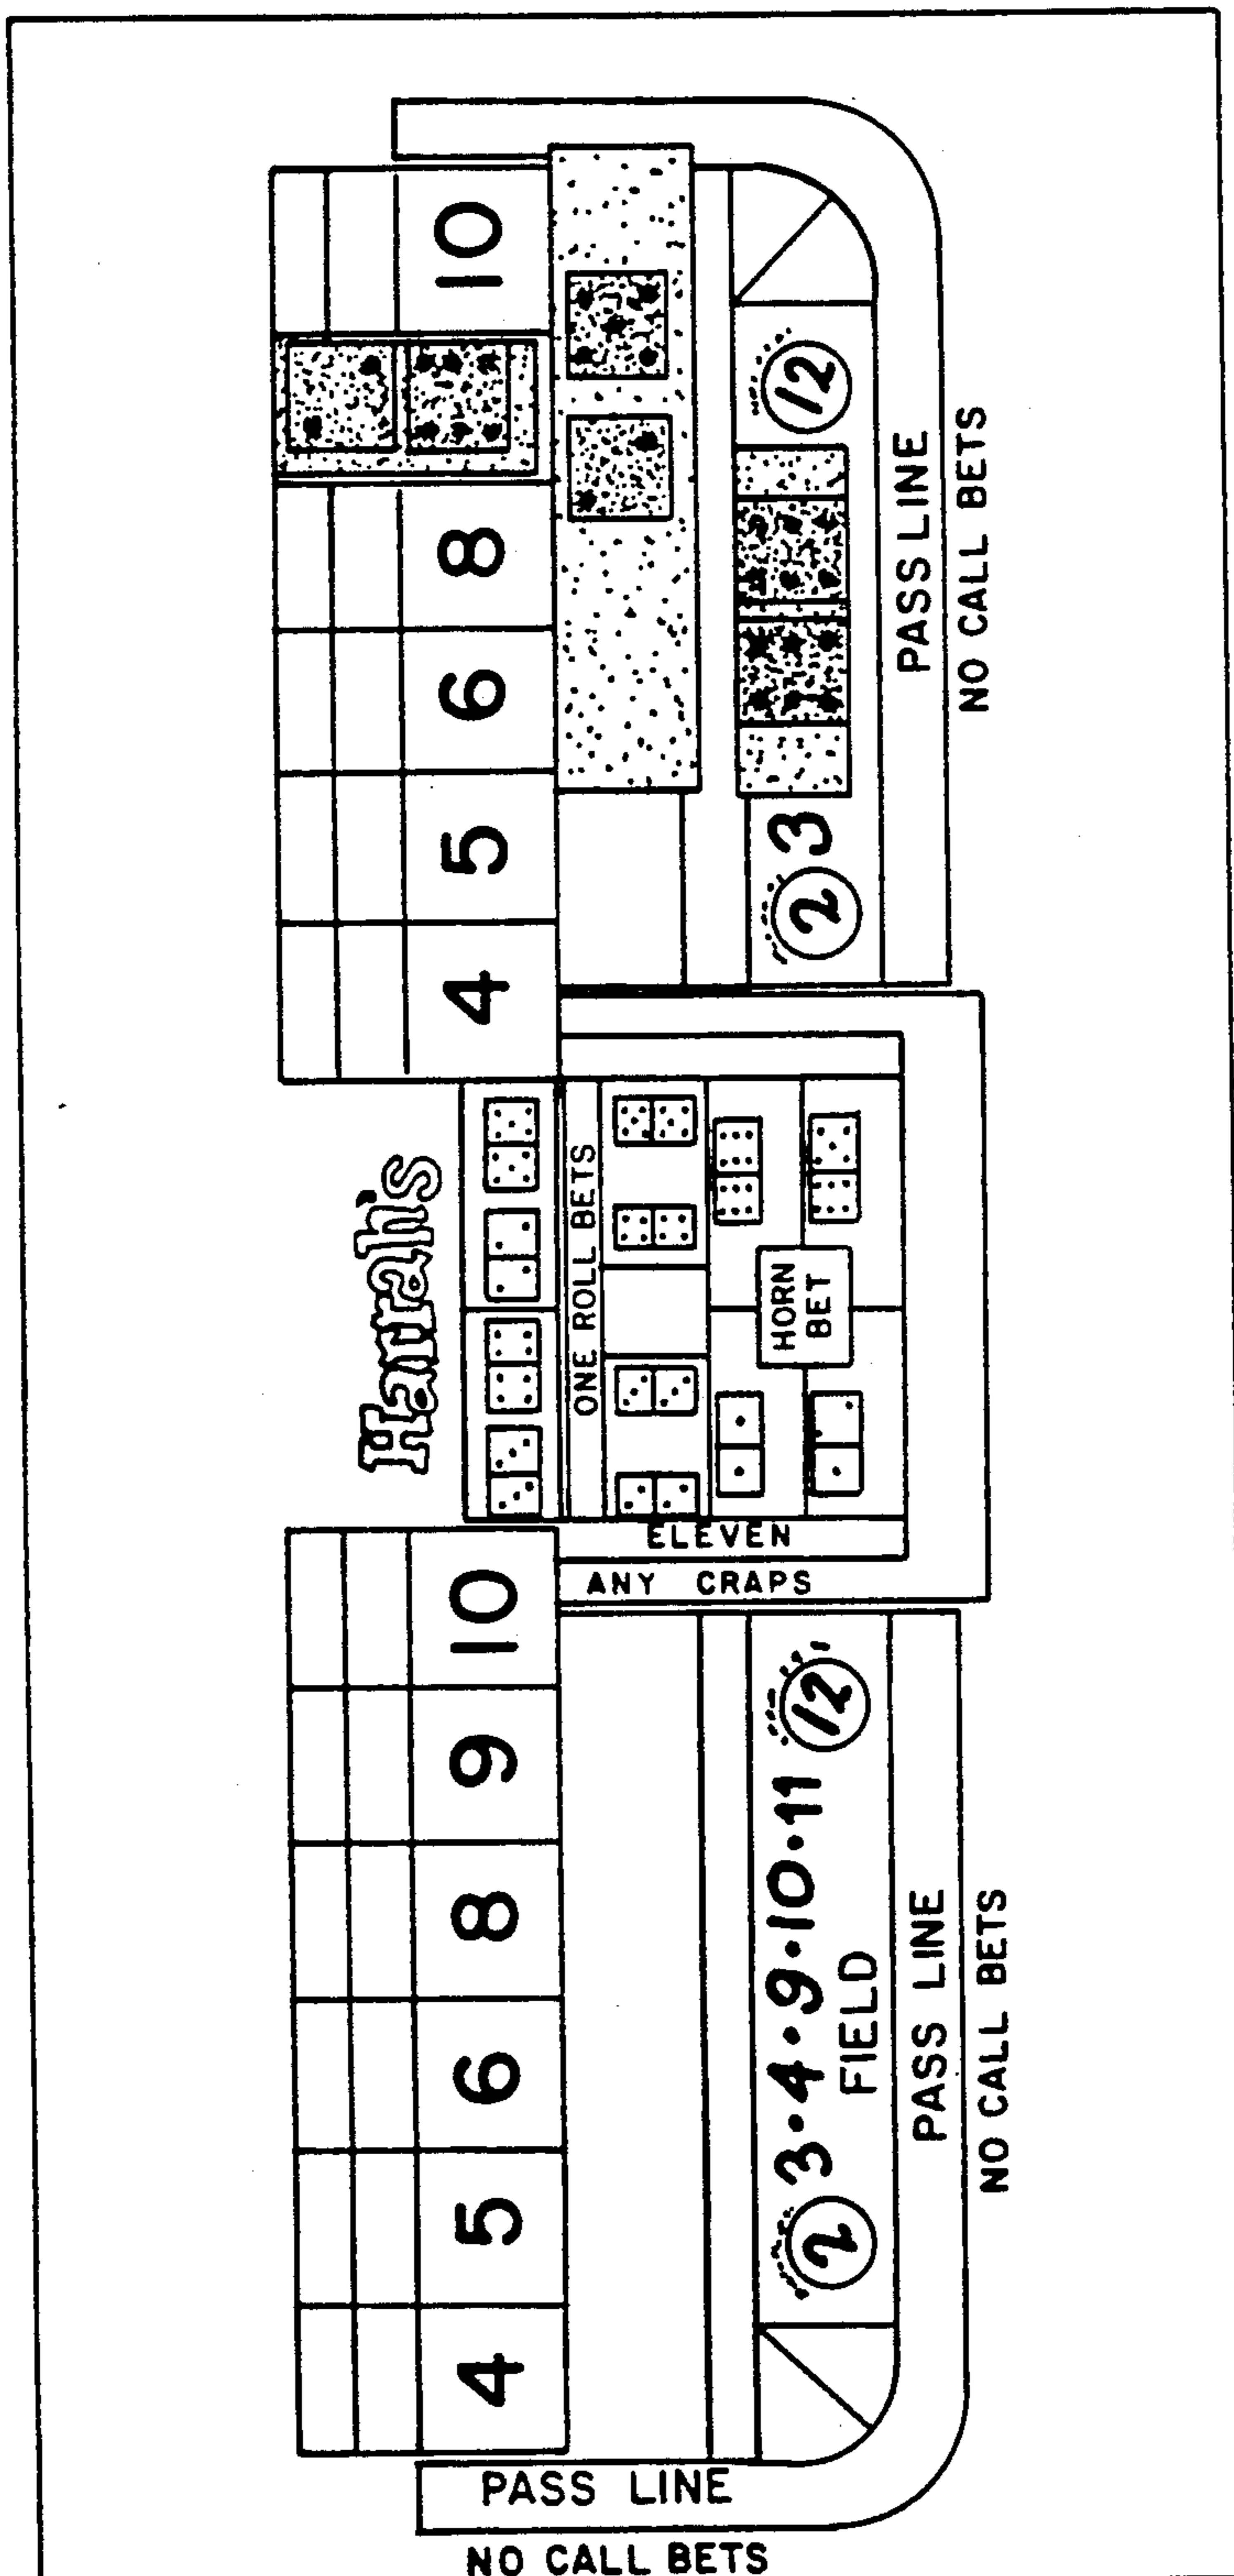 4 5 6 8 9 10
Harrah's
4 5 6 8 10
ONE ROLL BETS
HORN
BET
ELEVEN
ANY CRAPS
2 3·4·9·10·11 12
FIELD
PASS LINE
NO CALL BETS
PASS LINE
NO CALL BETS
2 3 12
PASS LINE
NO CALL BETS